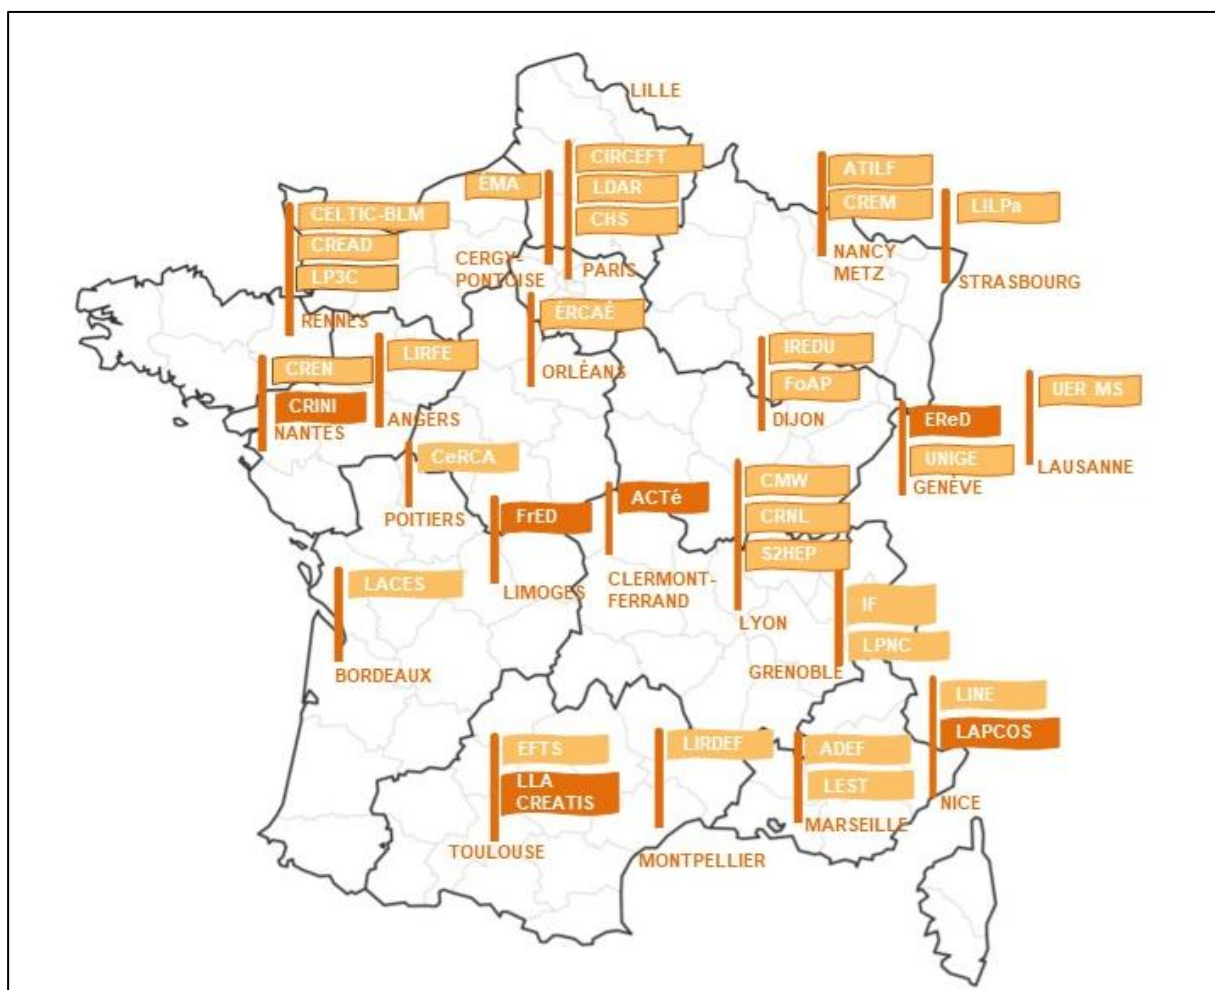 LILLE
CIRCEFT
LDAR
CHS
PARIS
ÉMA
CERGY-
PONTOISE
ATILF
CREM
NANCY
METZ
LILPa
STRASBOURG
CELTIC-BLM
CREAD
LP3C
RENNES
ÉRCAÉ
ORLÉANS
CREN
CRINI
NANTES
LIRFE
ANGERS
IREDU
FoAP
DIJON
UER MS
LAUSANNE
EReD
UNIGE
GENÈVE
CeRCA
POITIERS
FrED
LIMOGES
ACTé
CLERMONT-
FERRAND
CMW
CRNL
S2HEP
LYON
LACES
BORDEAUX
IF
LPNC
GRENOBLE
LINE
LAPCOS
NICE
EFTS
LLA
CREATIS
TOULOUSE
LIRDEF
MONTPELLIER
ADEF
LEST
MARSEILLE